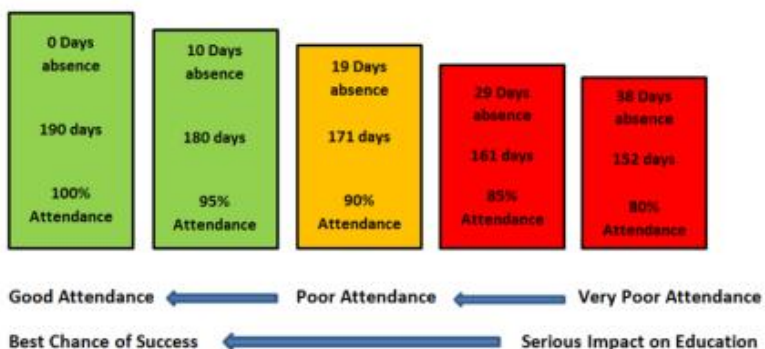 0 Days
absence
190 days
100%
Attendance
10 Days
absence
180 days
95%
Attendance
19 Days
absence
171 days
90%
Attendance
29 Days
absence
161 days
85%
Attendance
38 Days
absence
152 days
80%
Attendance
Good Attendance Poor Attendance Very Poor Attendance
Best Chance of Success Serious Impact on Education